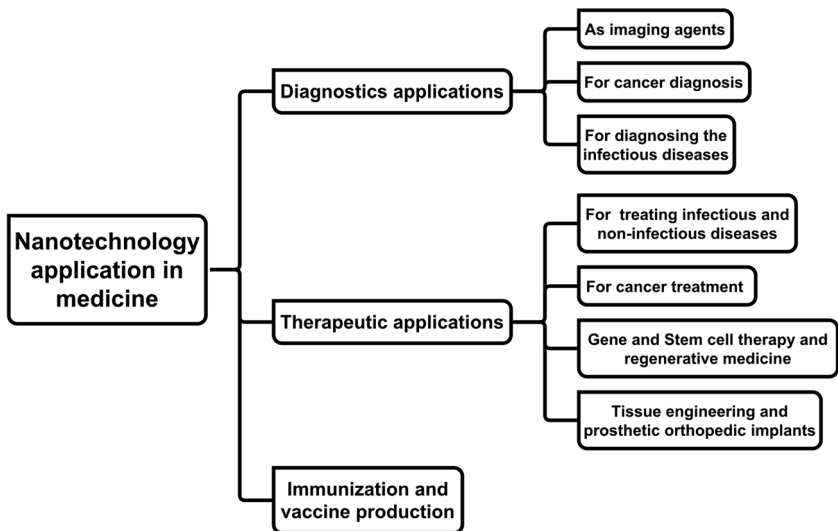 Nanotechnology
application in
medicine
Diagnostics applications
As imaging agents
For cancer diagnosis
For diagnosing the
infectious diseases
Therapeutic applications
For treating infectious and
non-infectious diseases
For cancer treatment
Gene and Stem cell therapy and
regenerative medicine
Tissue engineering and
prosthetic orthopedic implants
Immunization and
vaccine production